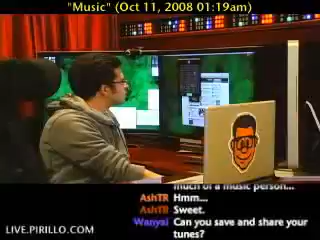 "Music" (Oct 11, 2008 01:19am)
much of a music person...
AshTR Hmm...
AshTR Sweet.
Wanyal Can you save and share your
tunes?
LIVE.PIRILLO.COM